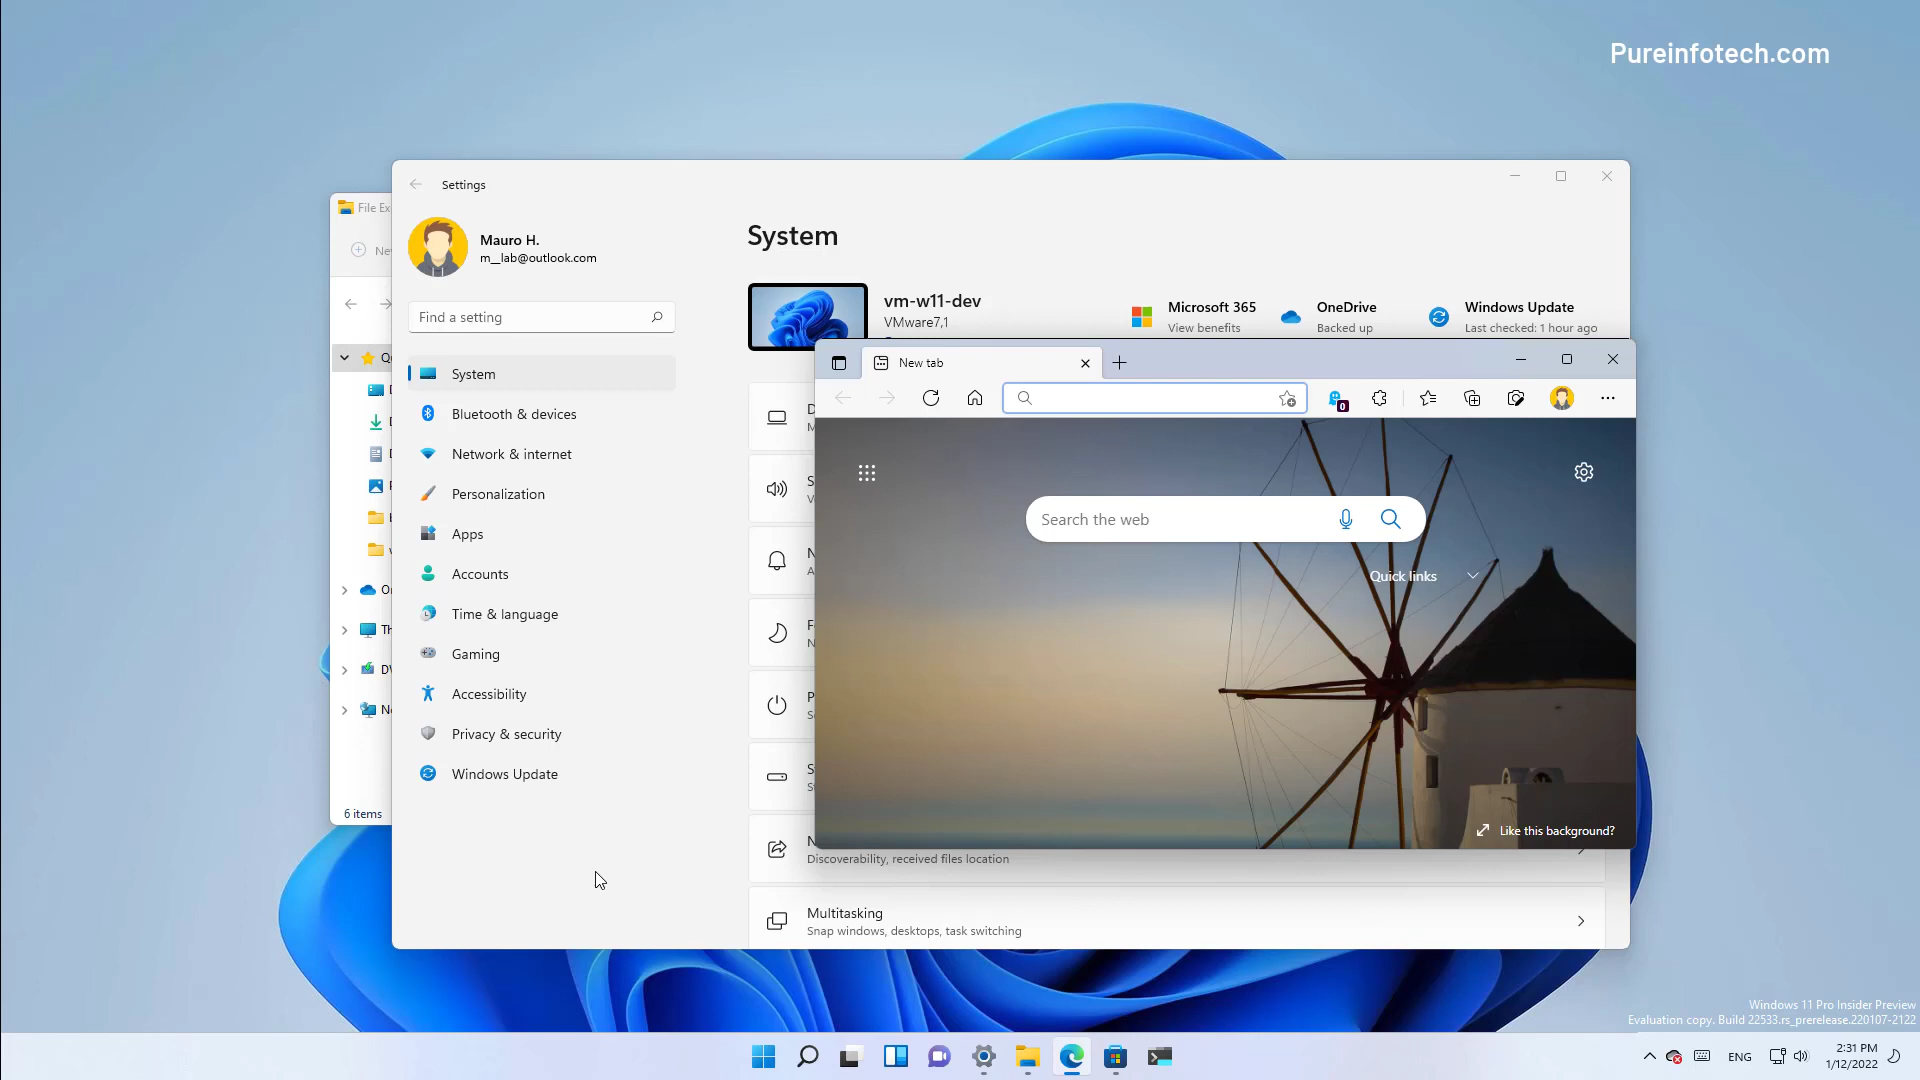 Pureinfotech.com
Settings
File Ex
Mauro H.
m__lab@outlook.com
System
vm-w11-dev
VMware7,1
Microsoft 365
View benefits
OneDrive
Backed up
Windows Update
Last checked: 1 hour ago
Find a setting
System
Bluetooth & devices
Network & internet
Personalization
Apps
Accounts
Time & language
Gaming
Accessibility
Privacy & security
Windows Update
6 items
New tab
0
Search the web
Quick links
Like this background?
Discoverability, received files location
Multitasking
Snap windows, desktops, task switching
Windows 11 Pro Insider Preview
Evaluation copy. Build 22533.rs_prerelease.220107-2122
ENG
2:31 PM
1/12/2022